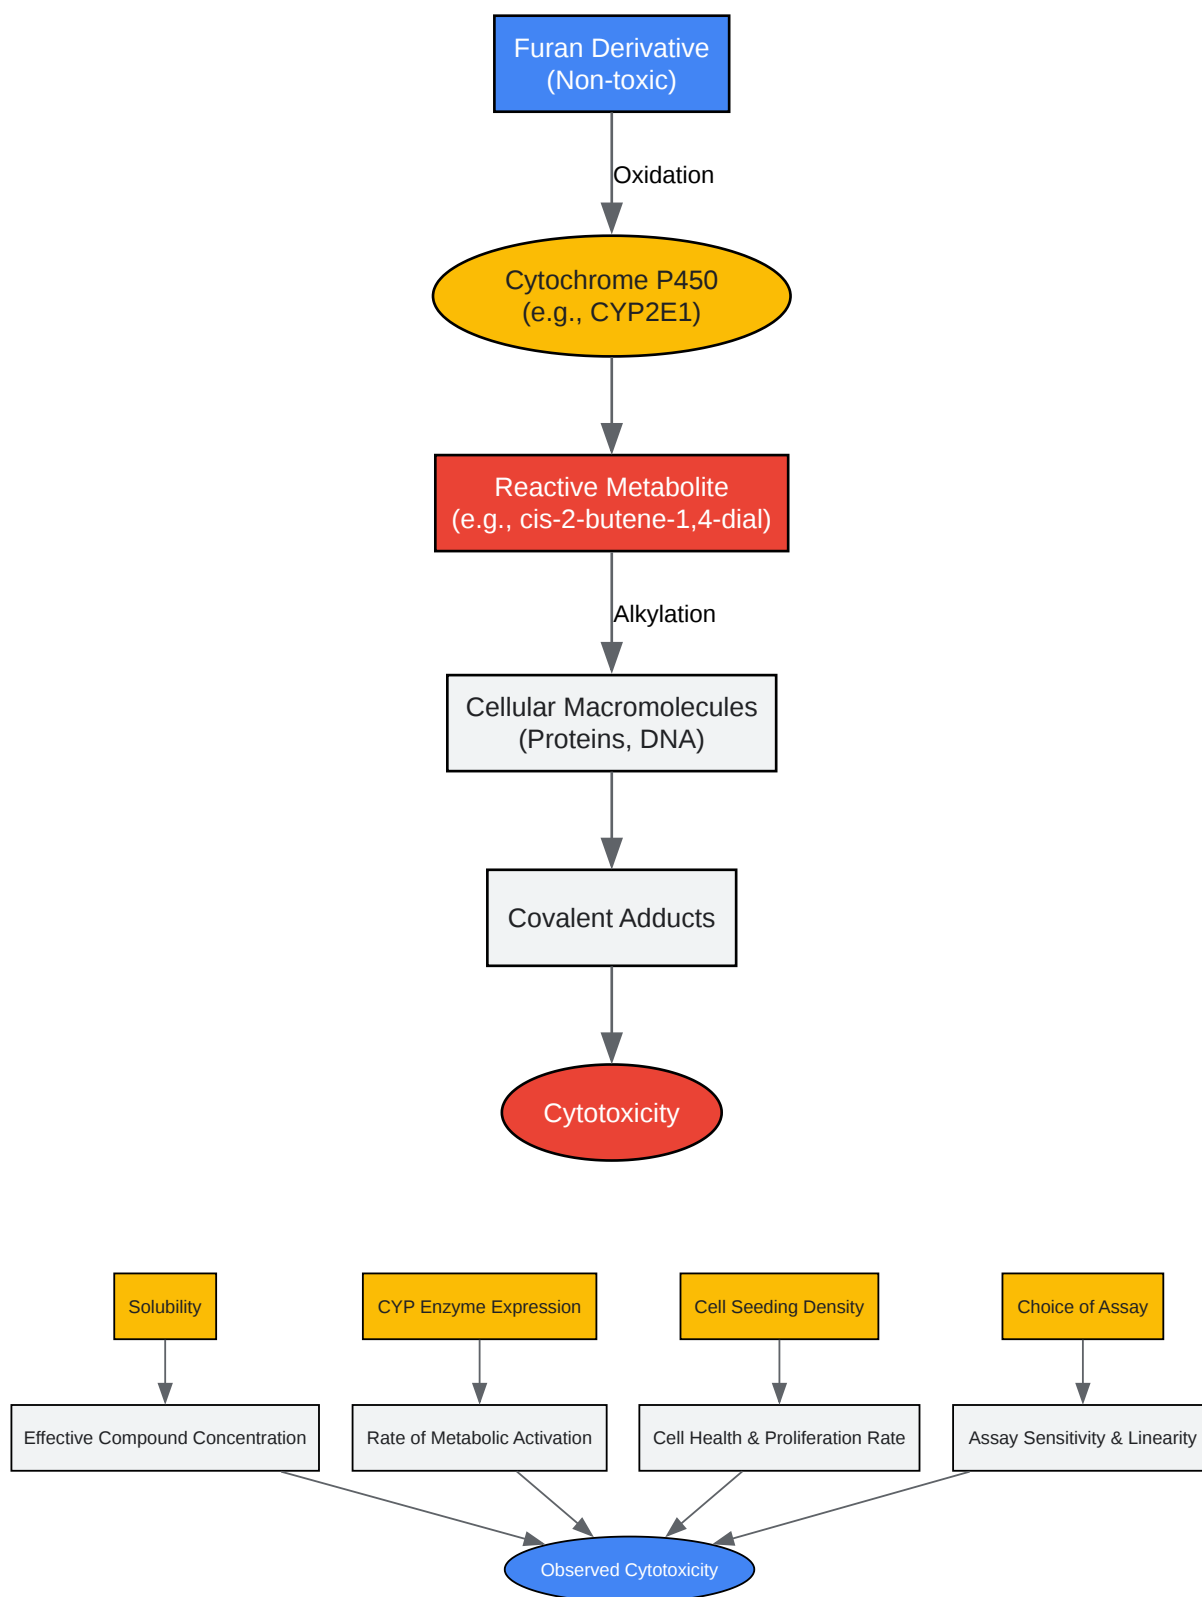 Furan Derivative
(Non-toxic)
Oxidation
Cytochrome P450
(e.g., CYP2E1)
Reactive Metabolite
(e.g., cis-2-butene-1,4-dial)
Alkylation
Cellular Macromolecules
(Proteins, DNA)
Covalent Adducts
Cytotoxicity
Solubility
CYP Enzyme Expression
Cell Seeding Density
Choice of Assay
Effective Compound Concentration
Rate of Metabolic Activation
Cell Health & Proliferation Rate
Assay Sensitivity & Linearity
Observed Cytotoxicity